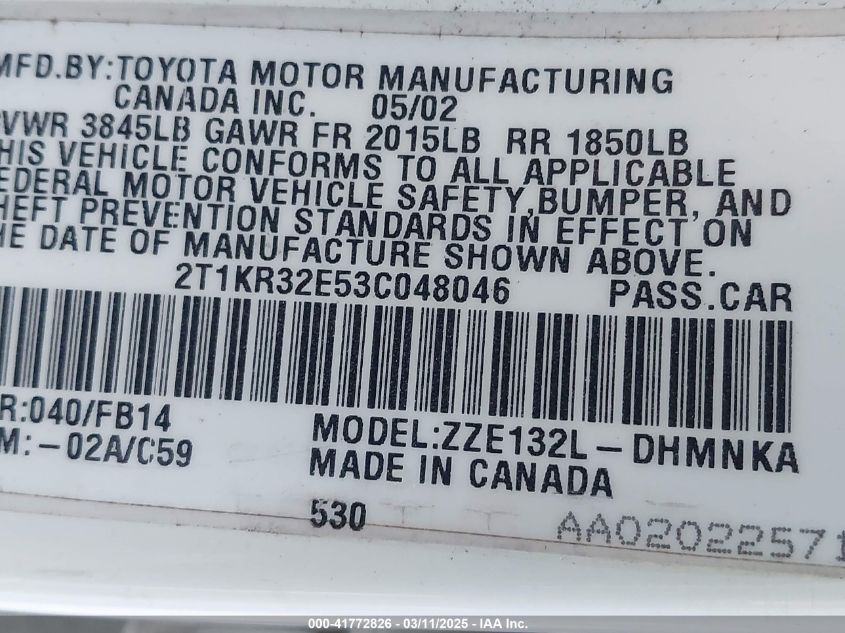 MFD.BY:TOYOTA MOTOR MANUFACTURING
CANADA INC. 05/02
VWR 3845LB GAWR FR 2015LB RR 1850LB
HIS VEHICLE CONFORMS TO ALL APPLICABLE
EDERAL MOTOR VEHICLE SAFETY,BUMPER, AND
HEFT PREVENTION STANDARDS IN EFFECT ON
HE DATE OF MANUFACTURE SHOWN ABOVE.
2T1KR32E53C048046 PASS.CAR
R:040/FB14
M:-02A/C59
MODEL:ZZE132L-DHMNKA
MADE IN CANADA
530
AA02022571
000-41772826 - 03/11/2025 - IAA Inc.